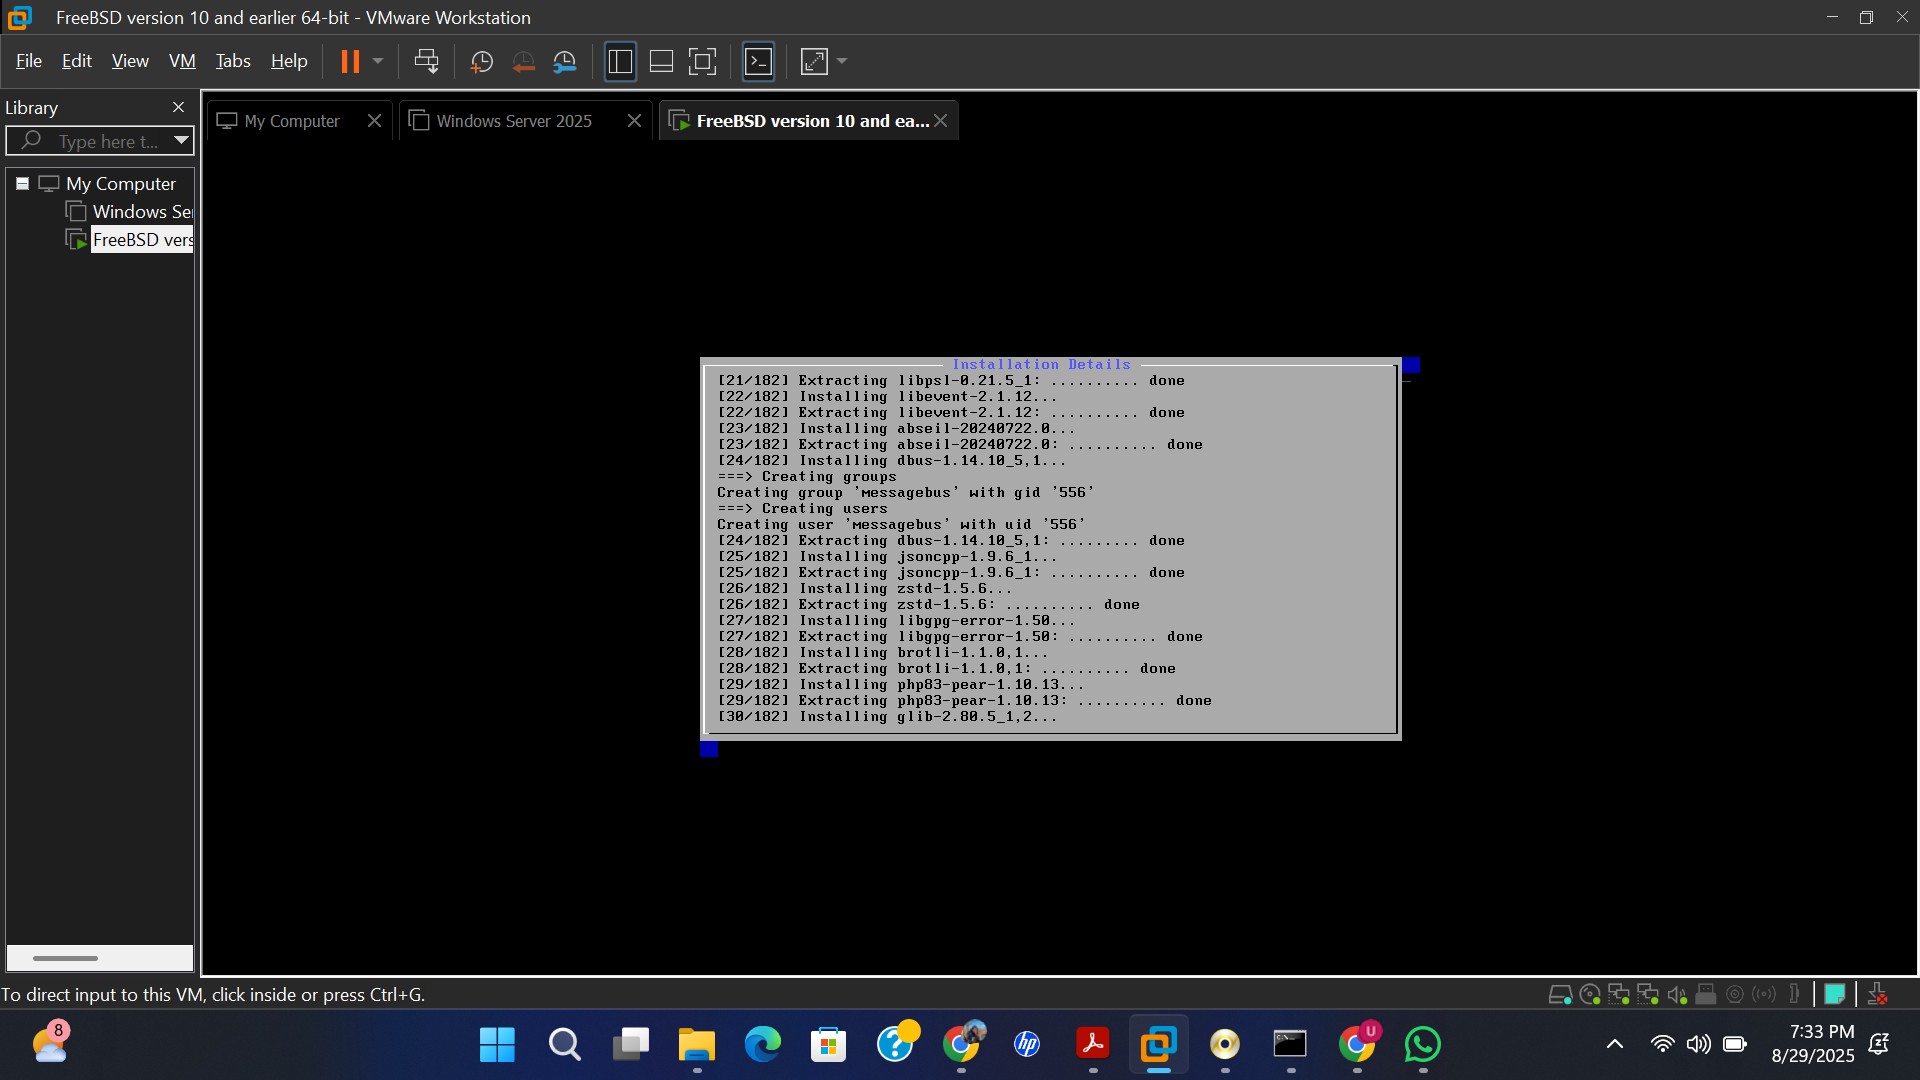 FreeBSD version 10 and earlier 64-bit - VMware Workstation
File Edit View VM Tabs Help
Library
Type here t...
My Computer
Windows Ser
FreeBSD vers
My Computer
Windows Server 2025
FreeBSD version 10 and ea...
Installation Details
[21/182] Extracting libpsl-0.21.5_1: .......... done
[22/182] Installing libevent-2.1.12...
[22/182] Extracting libevent-2.1.12: .......... done
[23/182] Installing abseil-20240722.0...
[23/182] Extracting abseil-20240722.0: .......... done
[24/182] Installing dbus-1.14.10_5,1...
===> Creating groups
Creating group 'messagebus' with gid '556'
===> Creating users
Creating user 'messagebus' with uid '556'
[24/182] Extracting dbus-1.14.10_5,1: ......... done
[25/182] Installing jsoncpp-1.9.6_1...
[25/182] Extracting jsoncpp-1.9.6_1: .......... done
[26/182] Installing zstd-1.5.6...
[26/182] Extracting zstd-1.5.6: .......... done
[27/182] Installing libgpg-error-1.50...
[27/182] Extracting libgpg-error-1.50: .......... done
[28/182] Installing brotli-1.1.0,1...
[28/182] Extracting brotli-1.1.0,1: .......... done
[29/182] Installing php83-pear-1.10.13...
[29/182] Extracting php83-pear-1.10.13: .......... done
[30/182] Installing glib-2.80.5_1,2...
To direct input to this VM, click inside or press Ctrl+G.
8
hp
U
7:33 PM
8/29/2025